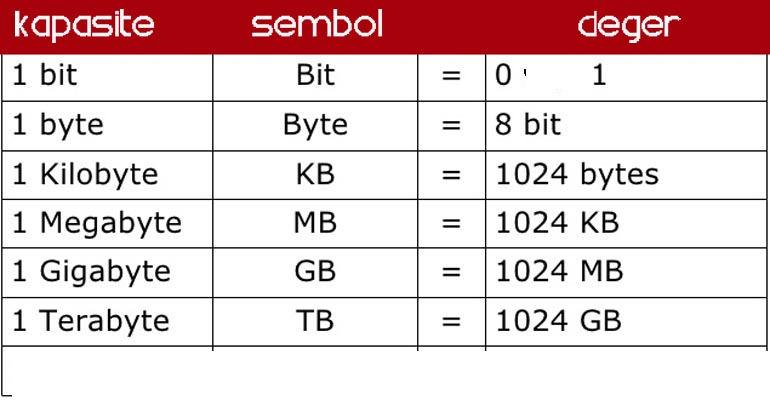 kapasite sembol deger
1 bit Bit = 0 1
1 byte Byte = 8 bit
1 Kilobyte KB = 1024 bytes
1 Megabyte MB = 1024 KB
1 Gigabyte GB = 1024 MB
1 Terabyte TB = 1024 GB